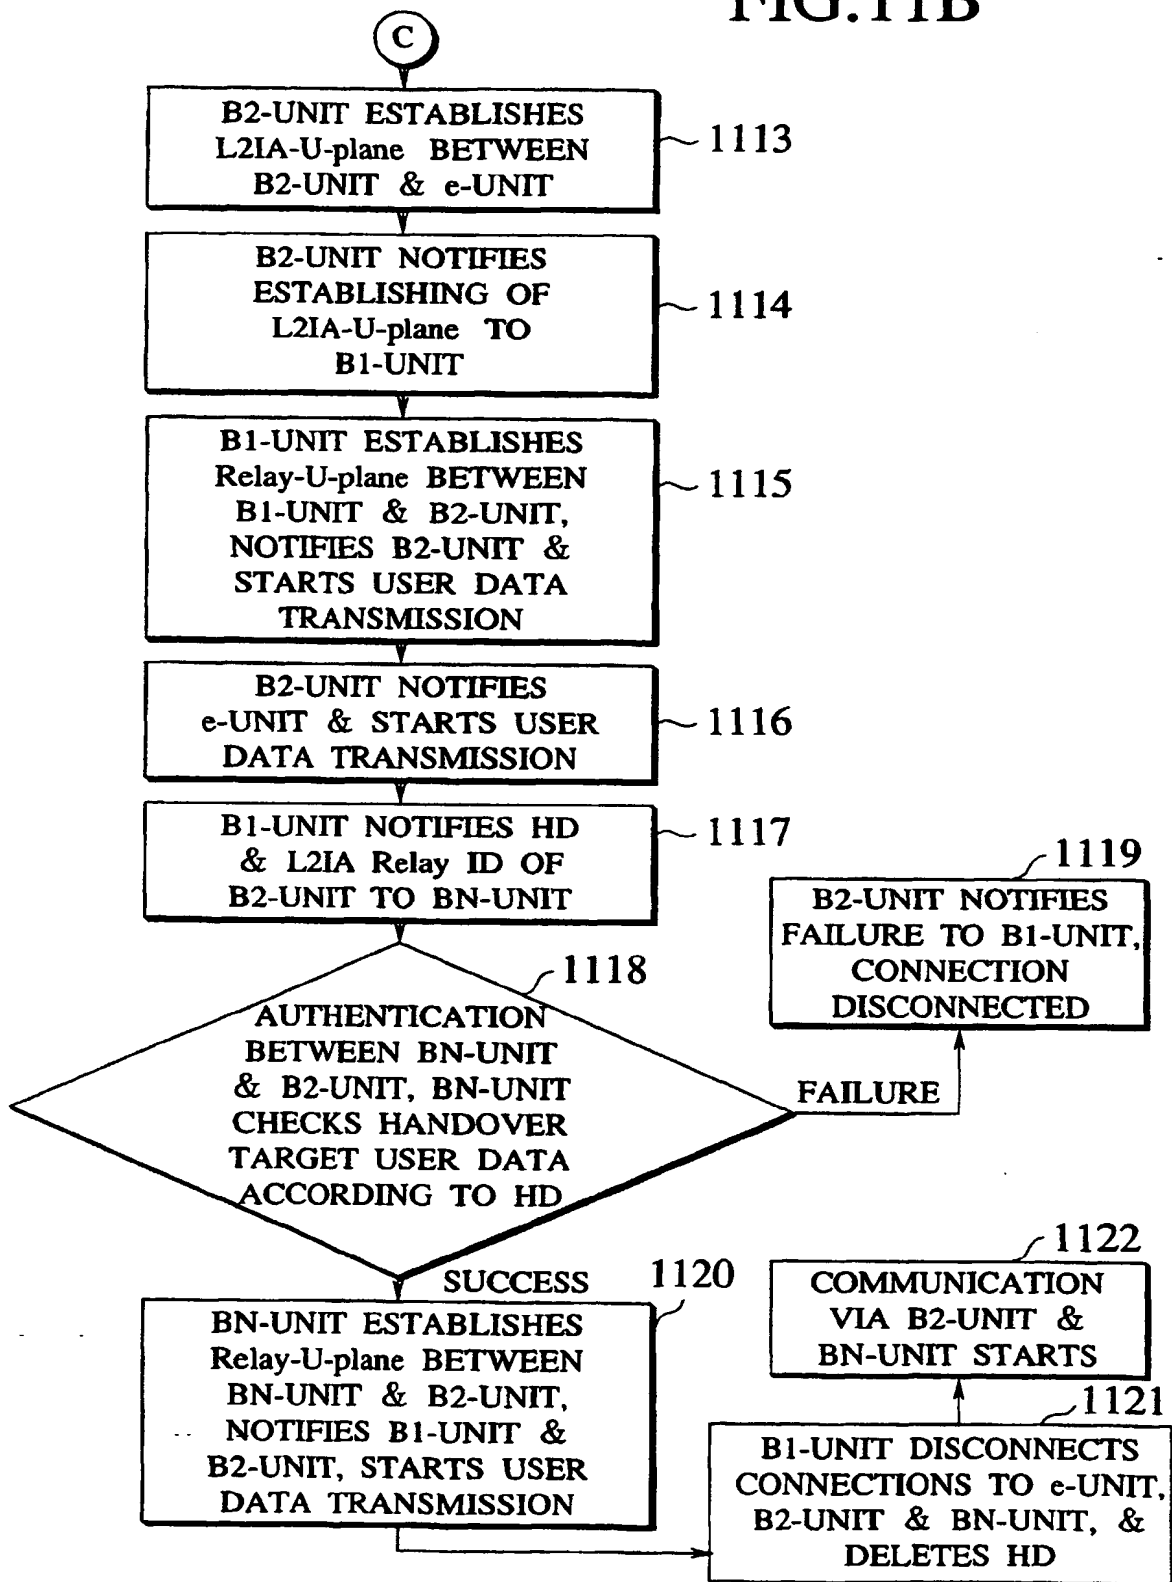 FIG.11B
C
B2-UNIT ESTABLISHES
L2IA-U-plane BETWEEN
B2-UNIT & e-UNIT
1113
B2-UNIT NOTIFIES
ESTABLISHING OF
L2IA-U-plane TO
B1-UNIT
1114
B1-UNIT ESTABLISHES
Relay-U-plane BETWEEN
B1-UNIT & B2-UNIT,
NOTIFIES B2-UNIT &
STARTS USER DATA
TRANSMISSION
1115
B2-UNIT NOTIFIES
e-UNIT & STARTS USER
DATA TRANSMISSION
1116
B1-UNIT NOTIFIES HD
& L2IA Relay ID OF
B2-UNIT TO BN-UNIT
1117
1118
AUTHENTICATION
BETWEEN BN-UNIT
& B2-UNIT, BN-UNIT
CHECKS HANDOVER
TARGET USER DATA
ACCORDING TO HD
FAILURE
1119
B2-UNIT NOTIFIES
FAILURE TO B1-UNIT,
CONNECTION
DISCONNECTED
SUCCESS
1120
BN-UNIT ESTABLISHES
Relay-U-plane BETWEEN
BN-UNIT & B2-UNIT,
NOTIFIES B1-UNIT &
B2-UNIT, STARTS USER
DATA TRANSMISSION
1121
B1-UNIT DISCONNECTS
CONNECTIONS TO e-UNIT,
B2-UNIT & BN-UNIT, &
DELETES HD
1122
COMMUNICATION
VIA B2-UNIT &
BN-UNIT STARTS